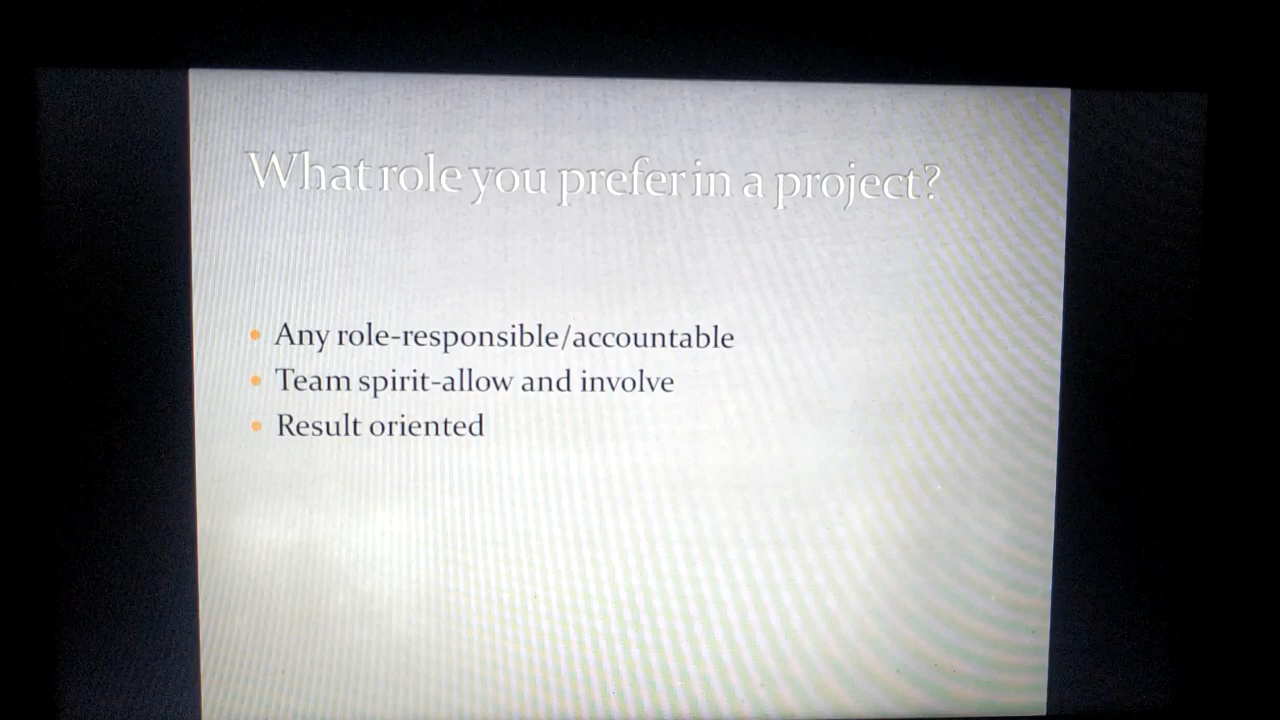 What role you prefer in a project?
Any role-responsible/accountable
Team spirit-allow and involve
Result oriented